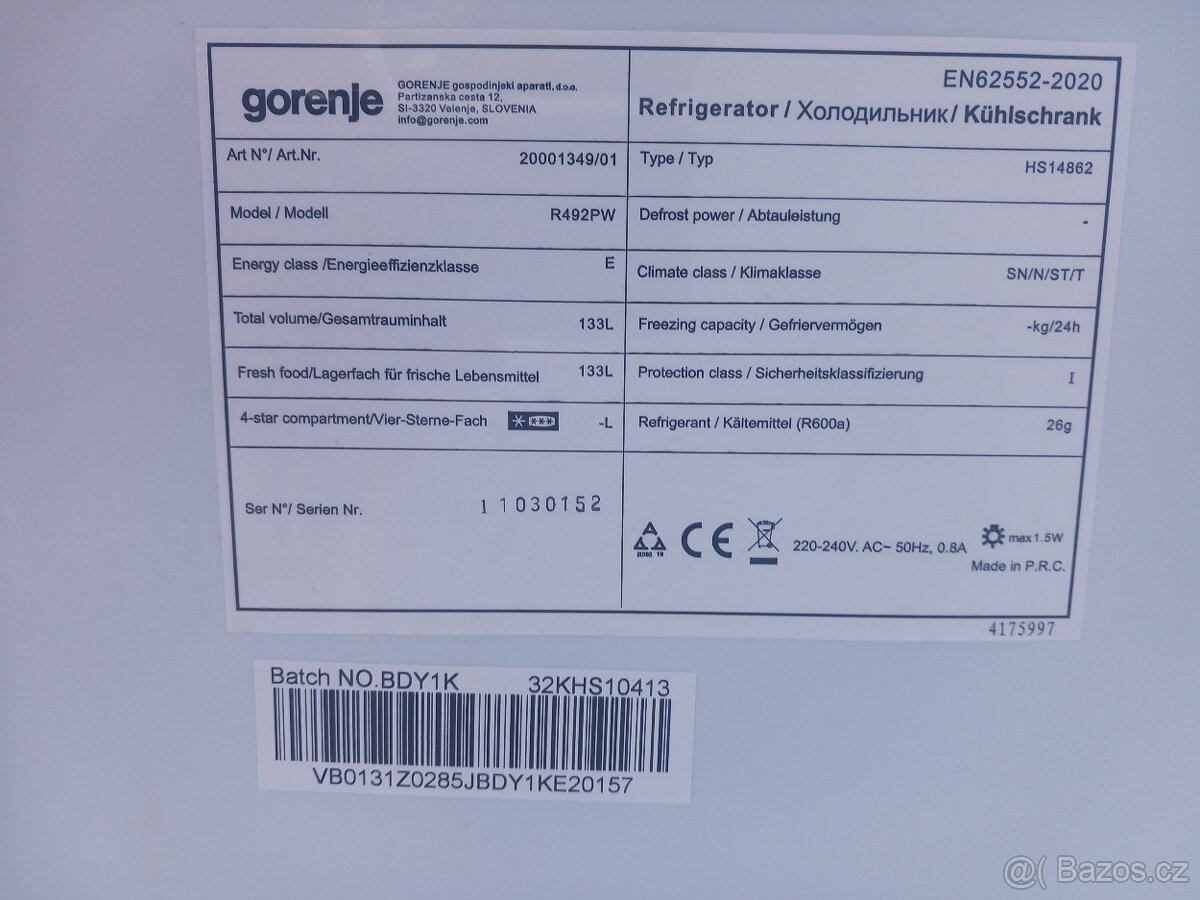 gorenje
GORENJE gospodinjski aparati, d.o.o.
Partizanska cesta 12,
SI-3320 Velenje, SLOVENIA
info@gorenje.com
EN62552-2020
Refrigerator / Холодильник/ Kühlschrank
Art N°/ Art.Nr. 20001349/01
Type / Typ HS14862
Model / Modell R492PW
Defrost power / Abtauleistung -
Energy class /Energieeffizienzklasse E
Climate class / Klimaklasse SN/N/ST/T
Total volume/Gesamtrauminhalt 133L
Freezing capacity / Gefriervermögen -kg/24h
Fresh food/Lagerfach für frische Lebensmittel 133L
Protection class / Sicherheitsklassifizierung I
4-star compartment/Vier-Sterne-Fach -L
Refrigerant / Kältemittel (R600a) 26g
Ser N°/ Serien Nr. 1 1030152
CE 220-240V. AC~ 50Hz, 0.8A max1.5W
Made in P.R.C.
4175997
Batch NO.BDY1K 32KHS10413
VB0131Z0285JBDY1KE20157
@( Bazos.cz